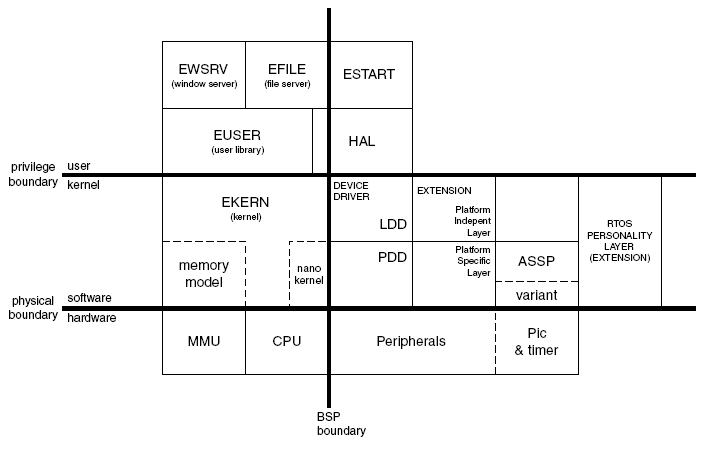 EWSRV
(window server)
EFILE
(file server)
ESTART
EUSER
(user library)
HAL
privilege
boundary
user
kernel
EKERN
(kernel)
DEVICE
DRIVER
LDD
EXTENSION
Platform
Indepent
Layer
RTOS
PERSONALITY
LAYER
(EXTENSION)
memory
model
nano
kernel
PDD
Platform
Specific
Layer
ASSP
variant
physical
boundary
software
hardware
MMU
CPU
Peripherals
Pic
& timer
BSP
boundary